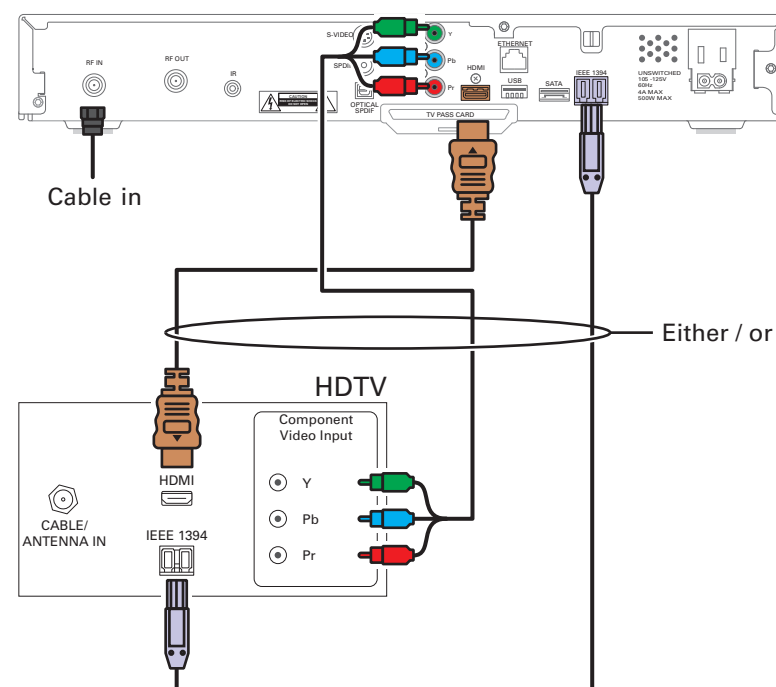 S-VIDEO
Y
ETHERNET
RF IN
RF OUT
SPDIF
Pb
HDMI
IR
USB
SATA
IEEE 1394
UNSWITCHED
105 -125V
60Hz
4A MAX
500W MAX
Pr
CAUTION
OPTICAL
SPDIF
TV PASS CARD
Cable in
Either / or
HDTV
Component
Video Input
HDMI
Y
CABLE/
ANTENNA IN
Pb
IEEE 1394
Pr